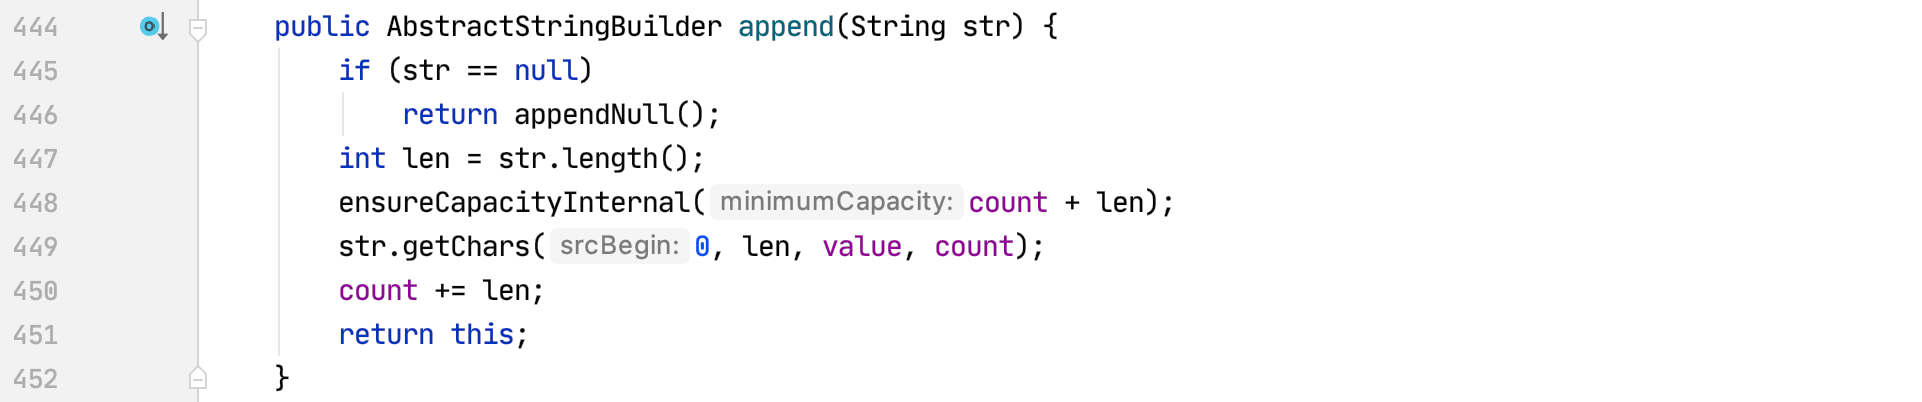 444 public AbstractStringBuilder append(String str) {
445 if (str == null)
446 return appendNull();
447 int len = str.length();
448 ensureCapacityInternal( minimumCapacity: count + len);
449 str.getChars( srcBegin: 0, len, value, count);
450 count += len;
451 return this;
452 }